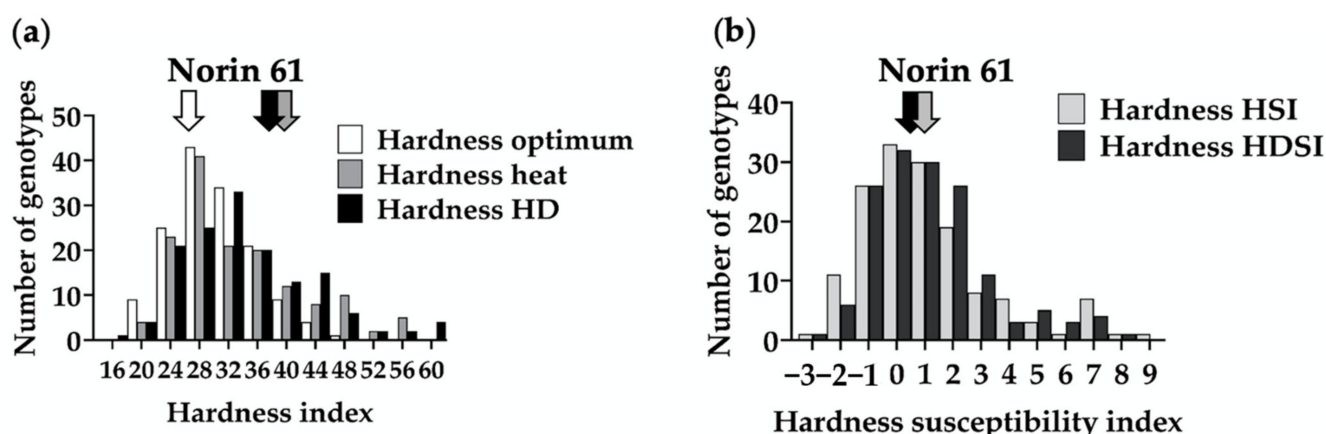 (a)
Norin 61
Number of genotypes
50
40
30
20
10
0
Hardness optimum
Hardness heat
Hardness HD
16 20 24 28 32 36 40 44 48 52 56 60
Hardness index
(b)
Norin 61
Number of genotypes
40
30
20
10
0
Hardness HSI
Hardness HDSI
−3 −2 −1 0 1 2 3 4 5 6 7 8 9
Hardness susceptibility index